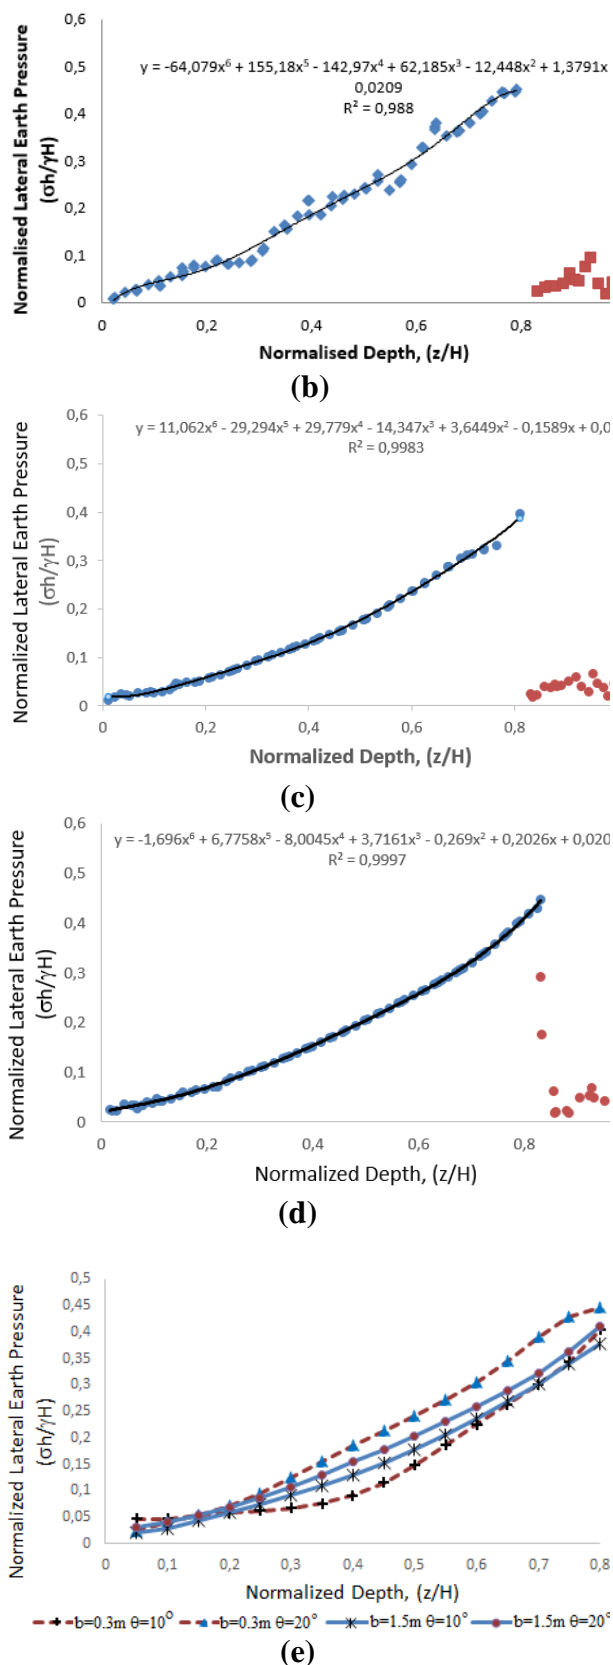 0,6
y = -64,079x⁶ + 155,18x⁵ - 142,97x⁴ + 62,185x³ - 12,448x² + 1,3791x
0,0209
R² = 0,988
0,5
0,4
0,3
0,2
0,1
0
Normalised Lateral Earth Pressure
(σh/γH)
0 0,2 0,4 0,6 0,8
Normalised Depth, (z/H)
(b)
0,6
y = 11,062x⁶ - 29,294x⁵ + 29,779x⁴ - 14,347x³ + 3,6449x² - 0,1589x + 0,0
R² = 0,9983
0,5
0,4
0,3
0,2
0,1
0
Normalized Lateral Earth Pressure
(σh/γH)
0 0,2 0,4 0,6 0,8
Normalized Depth, (z/H)
(c)
0,6
y = -1,696x⁶ + 6,7758x⁵ - 8,0045x⁴ + 3,7161x³ - 0,269x² + 0,2026x + 0,020
R² = 0,9997
0,5
0,4
0,3
0,2
0,1
0
Normalized Lateral Earth Pressure
(σh/γH)
0 0,2 0,4 0,6 0,8
Normalized Depth, (z/H)
(d)
0,5
0,45
0,4
0,35
0,3
0,25
0,2
0,15
0,1
0,05
0
Normalized Lateral Earth Pressure
(σh/γH)
0 0,1 0,2 0,3 0,4 0,5 0,6 0,7 0,8
Normalized Depth, (z/H)
b=0.3m θ=10° b=0.3m θ=20° b=1.5m θ=10° b=1.5m θ=20°
(e)